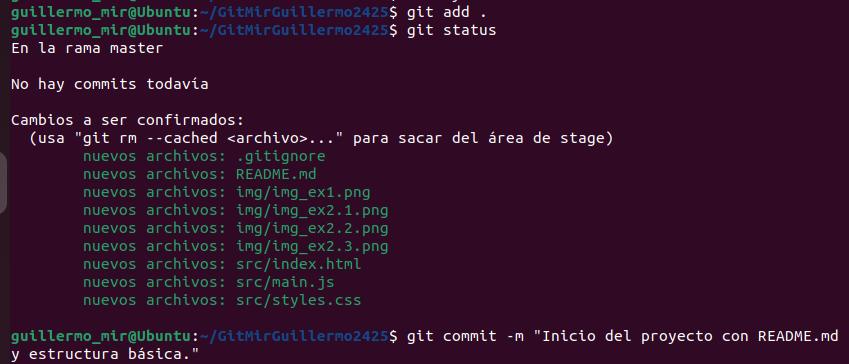 guillermo_mir@Ubuntu:~/GitMirGuillermo2425$ git add .
guillermo_mir@Ubuntu:~/GitMirGuillermo2425$ git status
En la rama master
No hay commits todavía
Cambios a ser confirmados:
  (usa "git rm --cached <archivo>..." para sacar del área de stage)
        nuevos archivos: .gitignore
        nuevos archivos: README.md
        nuevos archivos: img/img_ex1.png
        nuevos archivos: img/img_ex2.1.png
        nuevos archivos: img/img_ex2.2.png
        nuevos archivos: img/img_ex2.3.png
        nuevos archivos: src/index.html
        nuevos archivos: src/main.js
        nuevos archivos: src/styles.css
guillermo_mir@Ubuntu:~/GitMirGuillermo2425$ git commit -m "Inicio del proyecto con README.md
y estructura básica."